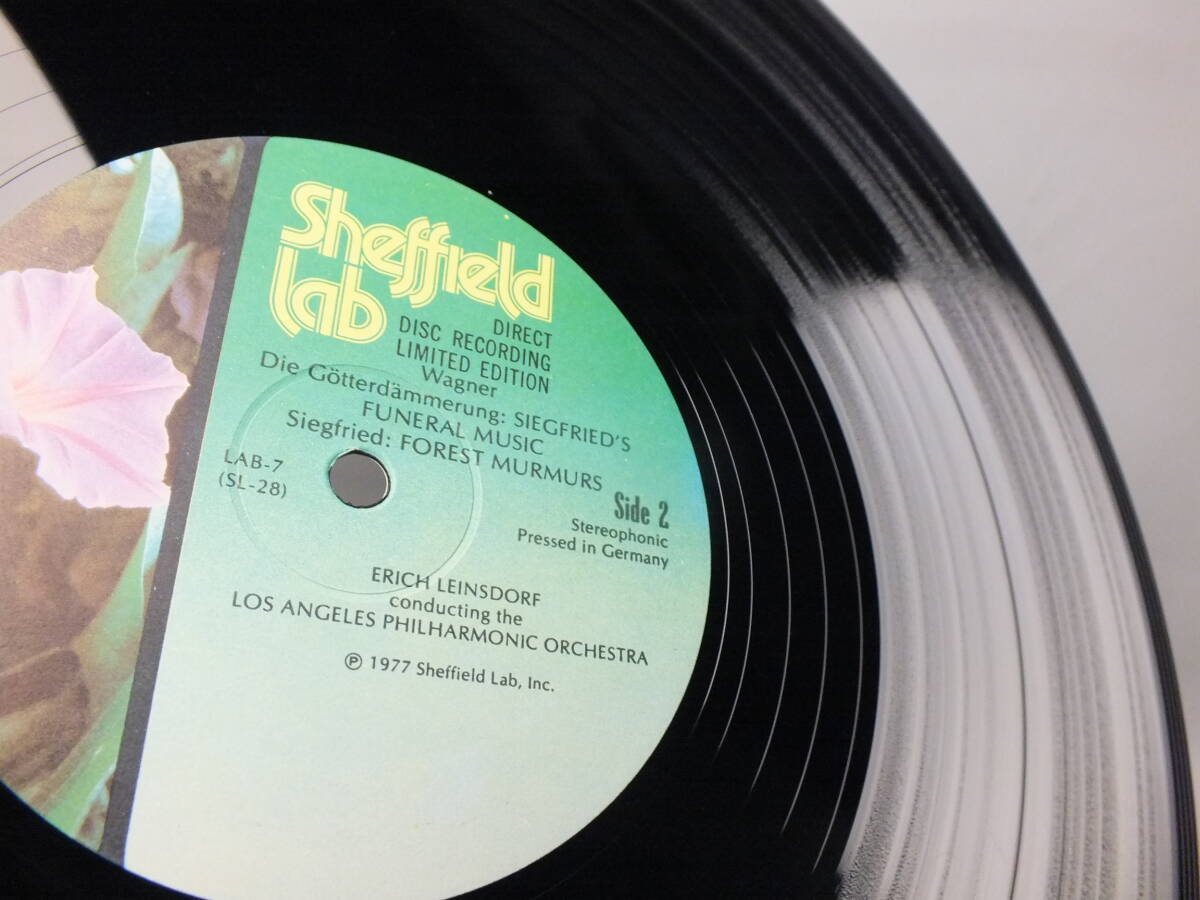 Sheffield
Lab
DIRECT
DISC RECORDING
LIMITED EDITION
Wagner
Die Götterdämmerung: SIEGFRIED'S
FUNERAL MUSIC
Siegfried: FOREST MURMURS
LAB-7
(SL-28)
Side 2
Stereophonic
Pressed in Germany
ERICH LEINSDORF
conducting the
LOS ANGELES PHILHARMONIC ORCHESTRA
℗ 1977 Sheffield Lab, Inc.